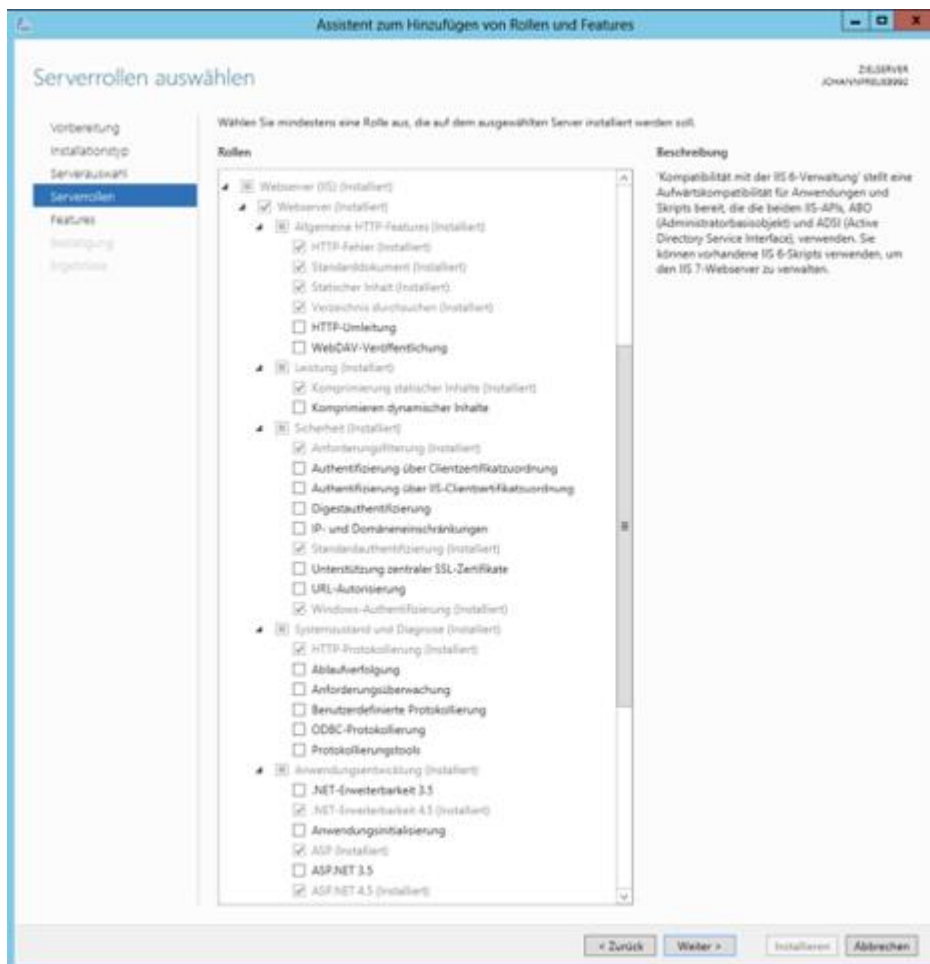 Assistent zum Hinzufügen von Rollen und Features
Serverrollen auswählen
ZIELSERVER
Vorbereitung
Installationstyp
Serverauswahl
Serverrollen
Features
Bestätigung
Ergebnisse
Wählen Sie mindestens eine Rolle aus, die auf dem ausgewählten Server installiert werden soll.
Rollen
Webserver (IIS) (Installiert)
Webserver (Installiert)
Allgemeine HTTP-Features (Installiert)
HTTP-Fehler (Installiert)
Standarddokument (Installiert)
Statischer Inhalt (Installiert)
Verzeichnis durchsuchen (Installiert)
HTTP-Umleitung
WebDAV-Veröffentlichung
Leistung (Installiert)
Komprimierung statischer Inhalte (Installiert)
Komprimieren dynamischer Inhalte
Sicherheit (Installiert)
Anforderungsfilterung (Installiert)
Authentifizierung über Clientzertifikatzuordnung
Authentifizierung über IIS-Clientzertifikatzuordnung
Digestauthentifizierung
IP- und Domäneneinschränkungen
Standardauthentifizierung (Installiert)
Unterstützung zentraler SSL-Zertifikate
URL-Autorisierung
Windows-Authentifizierung (Installiert)
Systemzustand und Diagnose (Installiert)
HTTP-Protokollierung (Installiert)
Ablaufverfolgung
Anforderungsüberwachung
Benutzerdefinierte Protokollierung
ODBC-Protokollierung
Protokollierungstools
Anwendungsentwicklung (Installiert)
.NET-Erweiterbarkeit 3.5
.NET-Erweiterbarkeit 4.5 (Installiert)
Anwendungsinitialisierung
ASP (Installiert)
ASP.NET 3.5
ASP.NET 4.5 (Installiert)
Beschreibung
'Kompatibilität mit der IIS 6-Verwaltung' stellt eine
Aufwärtskompatibilität für Anwendungen und
Skripts bereit, die die beiden IIS-APIs, ABO
(Administratorbasisobjekt) und ADSI (Active
Directory Service Interface), verwenden. Sie
können vorhandene IIS 6-Skripts verwenden, um
den IIS 7-Webserver zu verwalten.
< Zurück
Weiter >
Installieren
Abbrechen